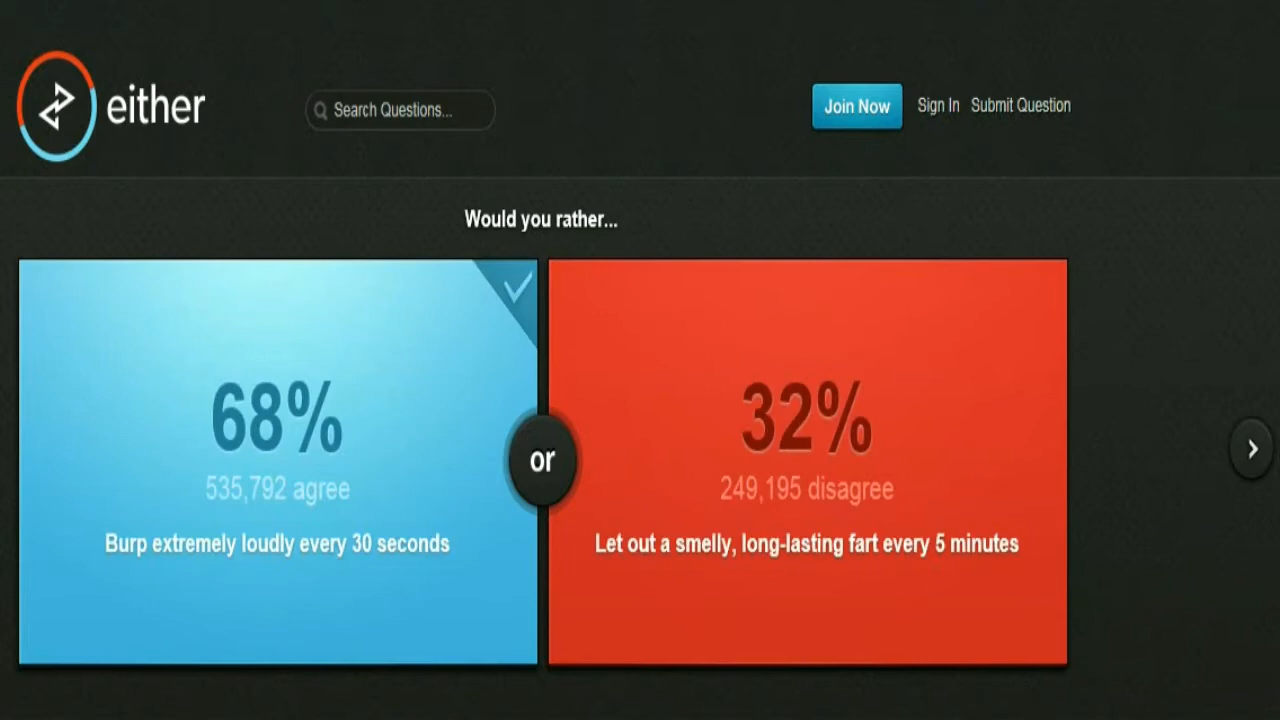 either
Search Questions...
Join Now Sign In Submit Question
Would you rather...
68%
535,792 agree
Burp extremely loudly every 30 seconds
or
32%
249,195 disagree
Let out a smelly, long-lasting fart every 5 minutes